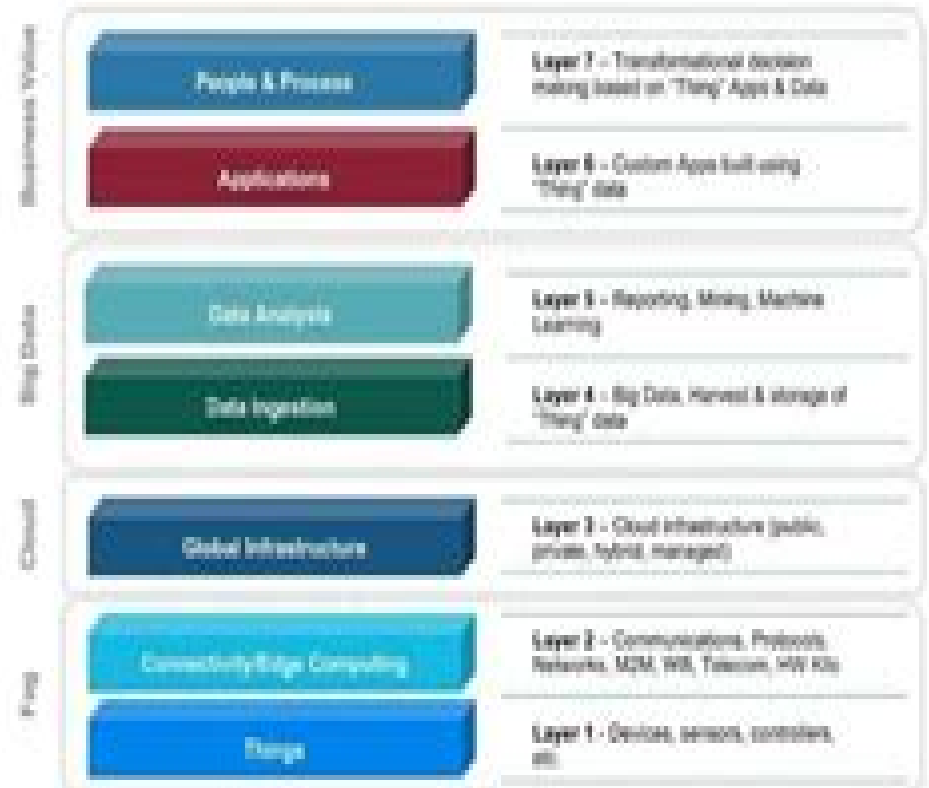 Business Value
People & Process
Layer 7 - Transformational decision
making based on "Thing" Apps & Data
Applications
Layer 6 - Custom Apps built using
"Thing" data
Big Data
Data Analysis
Layer 5 - Reporting, Mining, Machine
Learning
Data Ingestion
Layer 4 - Big Data, Harvest & storage of
"Thing" data
Cloud
Global Infrastructure
Layer 3 - Cloud infrastructure (public,
private, hybrid, managed)
Fog
Connectivity/Edge Computing
Layer 2 - Communications, Protocols,
Networks, M2M, Wifi, Telecom, HW Kits
Things
Layer 1 - Devices, sensors, controllers,
etc.